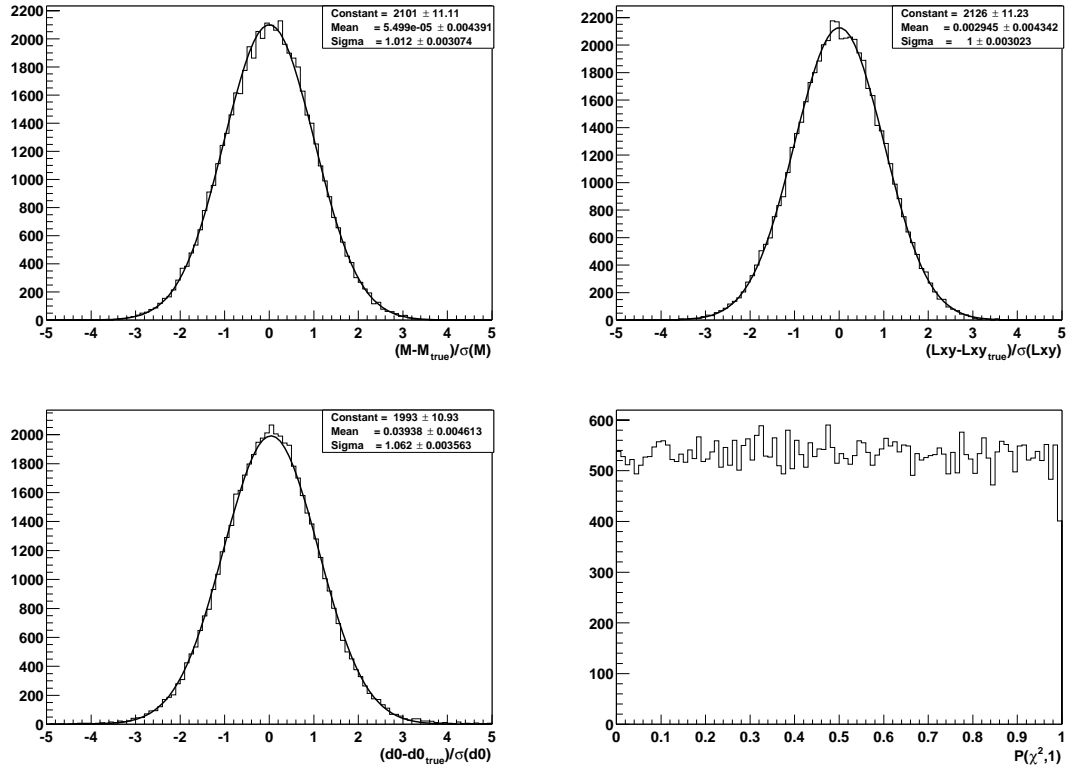 Constant = 2101 ± 11.11
Mean = 5.499e-05 ± 0.004391
Sigma = 1.012 ± 0.003074
2200
2000
1800
1600
1400
1200
1000
800
600
400
200
0
-5 -4 -3 -2 -1 0 1 2 3 4 5
(M-M_true)/σ(M)
Constant = 2126 ± 11.23
Mean = 0.002945 ± 0.004342
Sigma = 1 ± 0.003023
2200
2000
1800
1600
1400
1200
1000
800
600
400
200
0
-5 -4 -3 -2 -1 0 1 2 3 4 5
(Lxy-Lxy_true)/σ(Lxy)
Constant = 1993 ± 10.93
Mean = 0.03938 ± 0.004613
Sigma = 1.062 ± 0.003563
2000
1800
1600
1400
1200
1000
800
600
400
200
0
-5 -4 -3 -2 -1 0 1 2 3 4 5
(d0-d0_true)/σ(d0)
600
500
400
300
200
100
0
0 0.1 0.2 0.3 0.4 0.5 0.6 0.7 0.8 0.9 1
P(χ²,1)